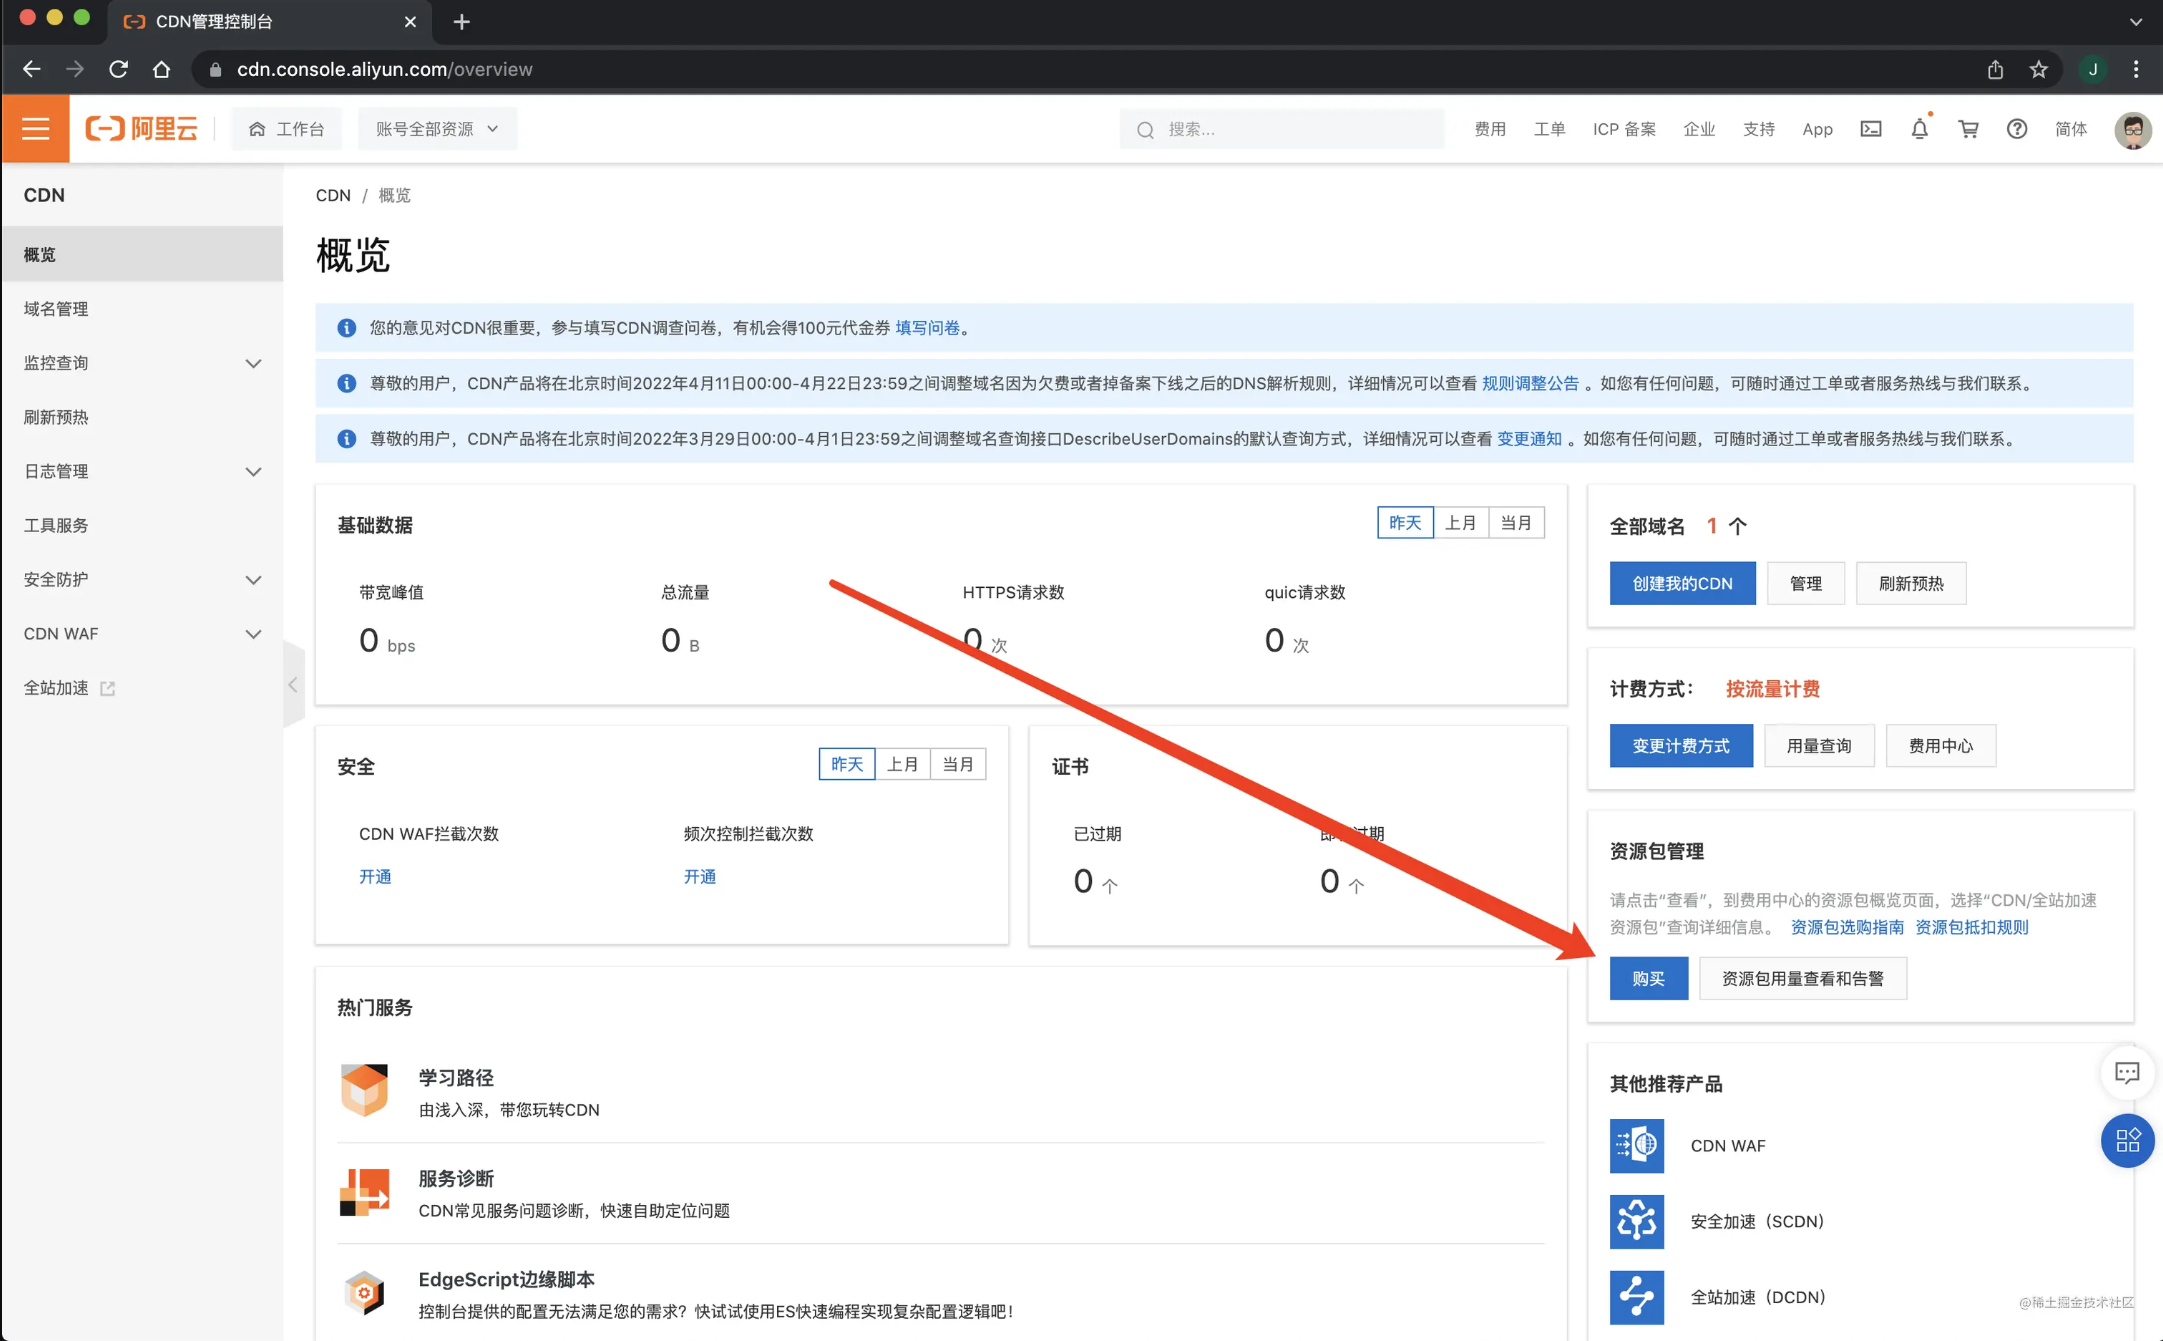 CDN管理控制台
cdn.console.aliyun.com/overview
阿里云
工作台
账号全部资源
搜索...
费用
工单
ICP 备案
企业
支持
App
简体
J
CDN
概览
域名管理
监控查询
刷新预热
日志管理
工具服务
安全防护
CDN WAF
全站加速
CDN / 概览
概览
您的意见对CDN很重要，参与填写CDN调查问卷，有机会得100元代金券 填写问卷。
尊敬的用户，CDN产品将在北京时间2022年4月11日00:00-4月22日23:59之间调整域名因为欠费或者掉备案下线之后的DNS解析规则，详细情况可以查看 规则调整公告 。如您有任何问题，可随时通过工单或者服务热线与我们联系。
尊敬的用户，CDN产品将在北京时间2022年3月29日00:00-4月1日23:59之间调整域名查询接口DescribeUserDomains的默认查询方式，详细情况可以查看 变更通知 。如您有任何问题，可随时通过工单或者服务热线与我们联系。
基础数据
昨天 上月 当月
带宽峰值 总流量 HTTPS请求数 quic请求数
0 bps 0 B 0 次 0 次
安全
昨天 上月 当月
CDN WAF拦截次数 频次控制拦截次数
开通 开通
证书
已过期 过期
0 个 0 个
热门服务
学习路径
由浅入深，带您玩转CDN
服务诊断
CDN常见服务问题诊断，快速自助定位问题
EdgeScript边缘脚本
控制台提供的配置无法满足您的需求？快试试使用ES快速编程实现复杂配置逻辑吧！
全部域名 1 个
创建我的CDN 管理 刷新预热
计费方式： 按流量计费
变更计费方式 用量查询 费用中心
资源包管理
请点击“查看”，到费用中心的资源包概览页面，选择“CDN/全站加速
资源包”查询详细信息。 资源包选购指南 资源包抵扣规则
购买 资源包用量查看和告警
其他推荐产品
CDN WAF
安全加速（SCDN）
全站加速（DCDN）
@稀土掘金技术社区